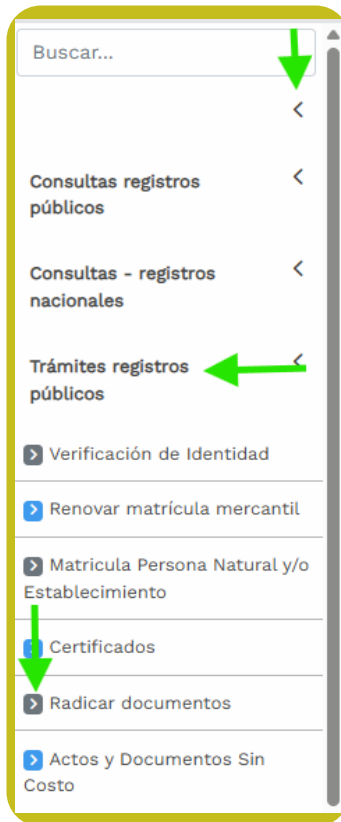 Buscar...
Consultas registros
públicos
Consultas - registros
nacionales
Trámites registros
públicos
Verificación de Identidad
Renovar matrícula mercantil
Matricula Persona Natural y/o
Establecimiento
Certificados
Radicar documentos
Actos y Documentos Sin
Costo